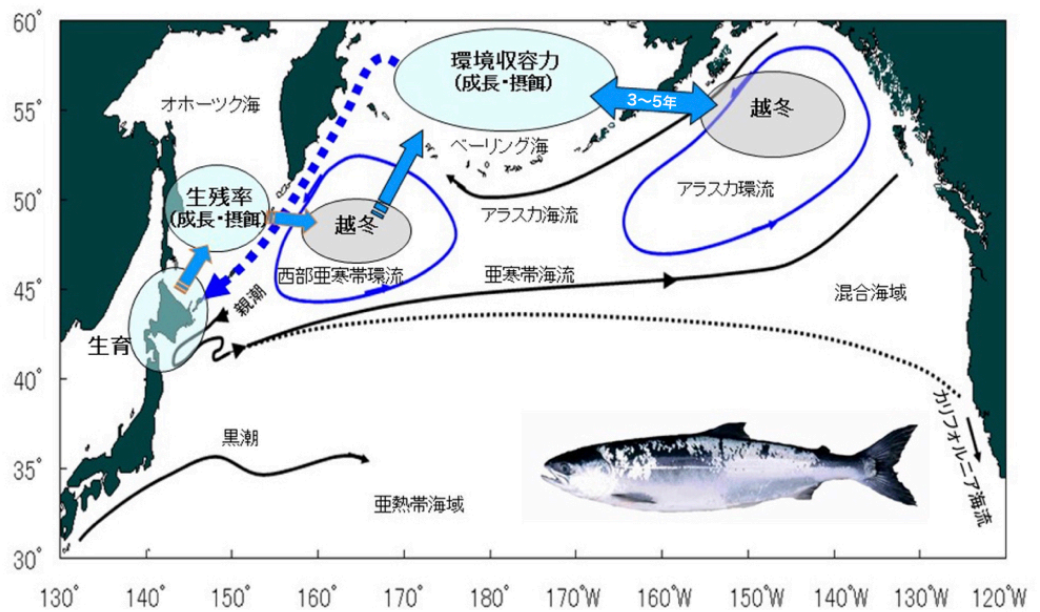 60°
55°
50°
45°
40°
35°
30°
130°
140°
150°
160°
170°
180°
170°W
160°W
150°W
140°W
130°W
120°W
オホーツク海
環境収容力
(成長・摂餌)
3～5年
越冬
ベーリング海
生残率
(成長・摂餌)
越冬
アラスカ海流
アラスカ環流
西部亜寒帯環流
亜寒帯海流
混合海域
親潮
生育
黒潮
亜熱帯海域
カリフォルニア海流